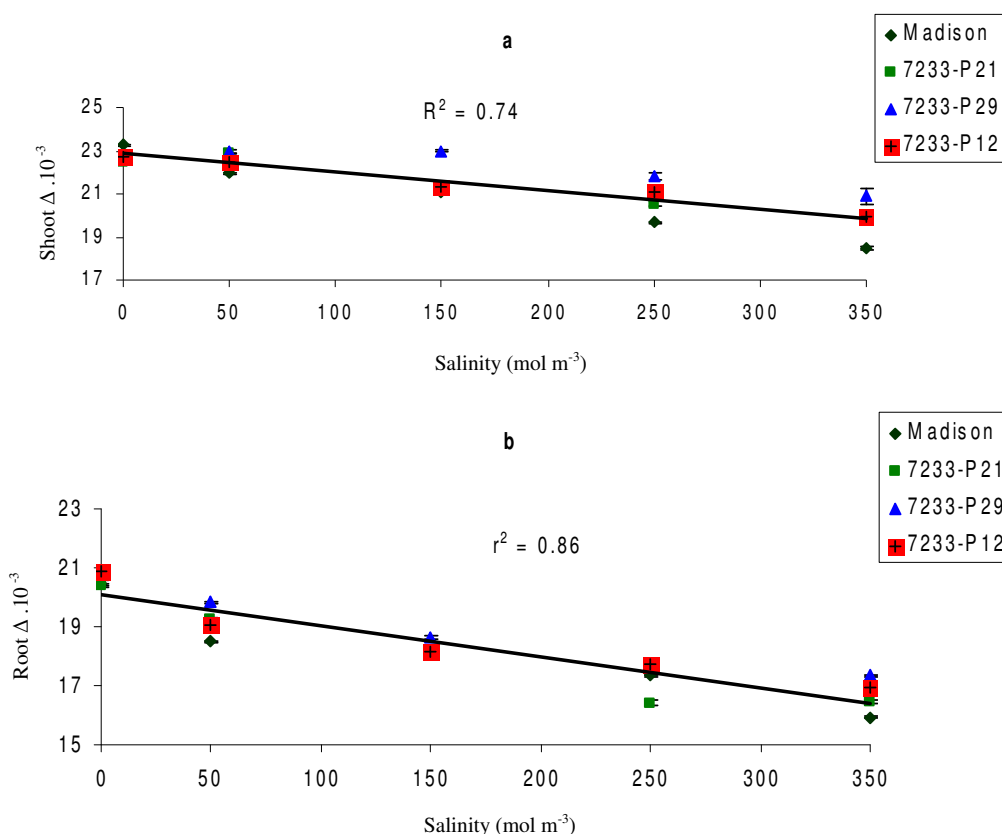 a
Madison
7233-P21
7233-P29
7233-P12
R² = 0.74
25
23
21
19
17
Shoot Δ .10⁻³
0 50 100 150 200 250 300 350
Salinity (mol m⁻³)
b
Madison
7233-P21
7233-P29
7233-P12
r² = 0.86
23
21
19
17
15
Root Δ .10⁻³
0 50 100 150 200 250 300 350
Salinity (mol m⁻³)